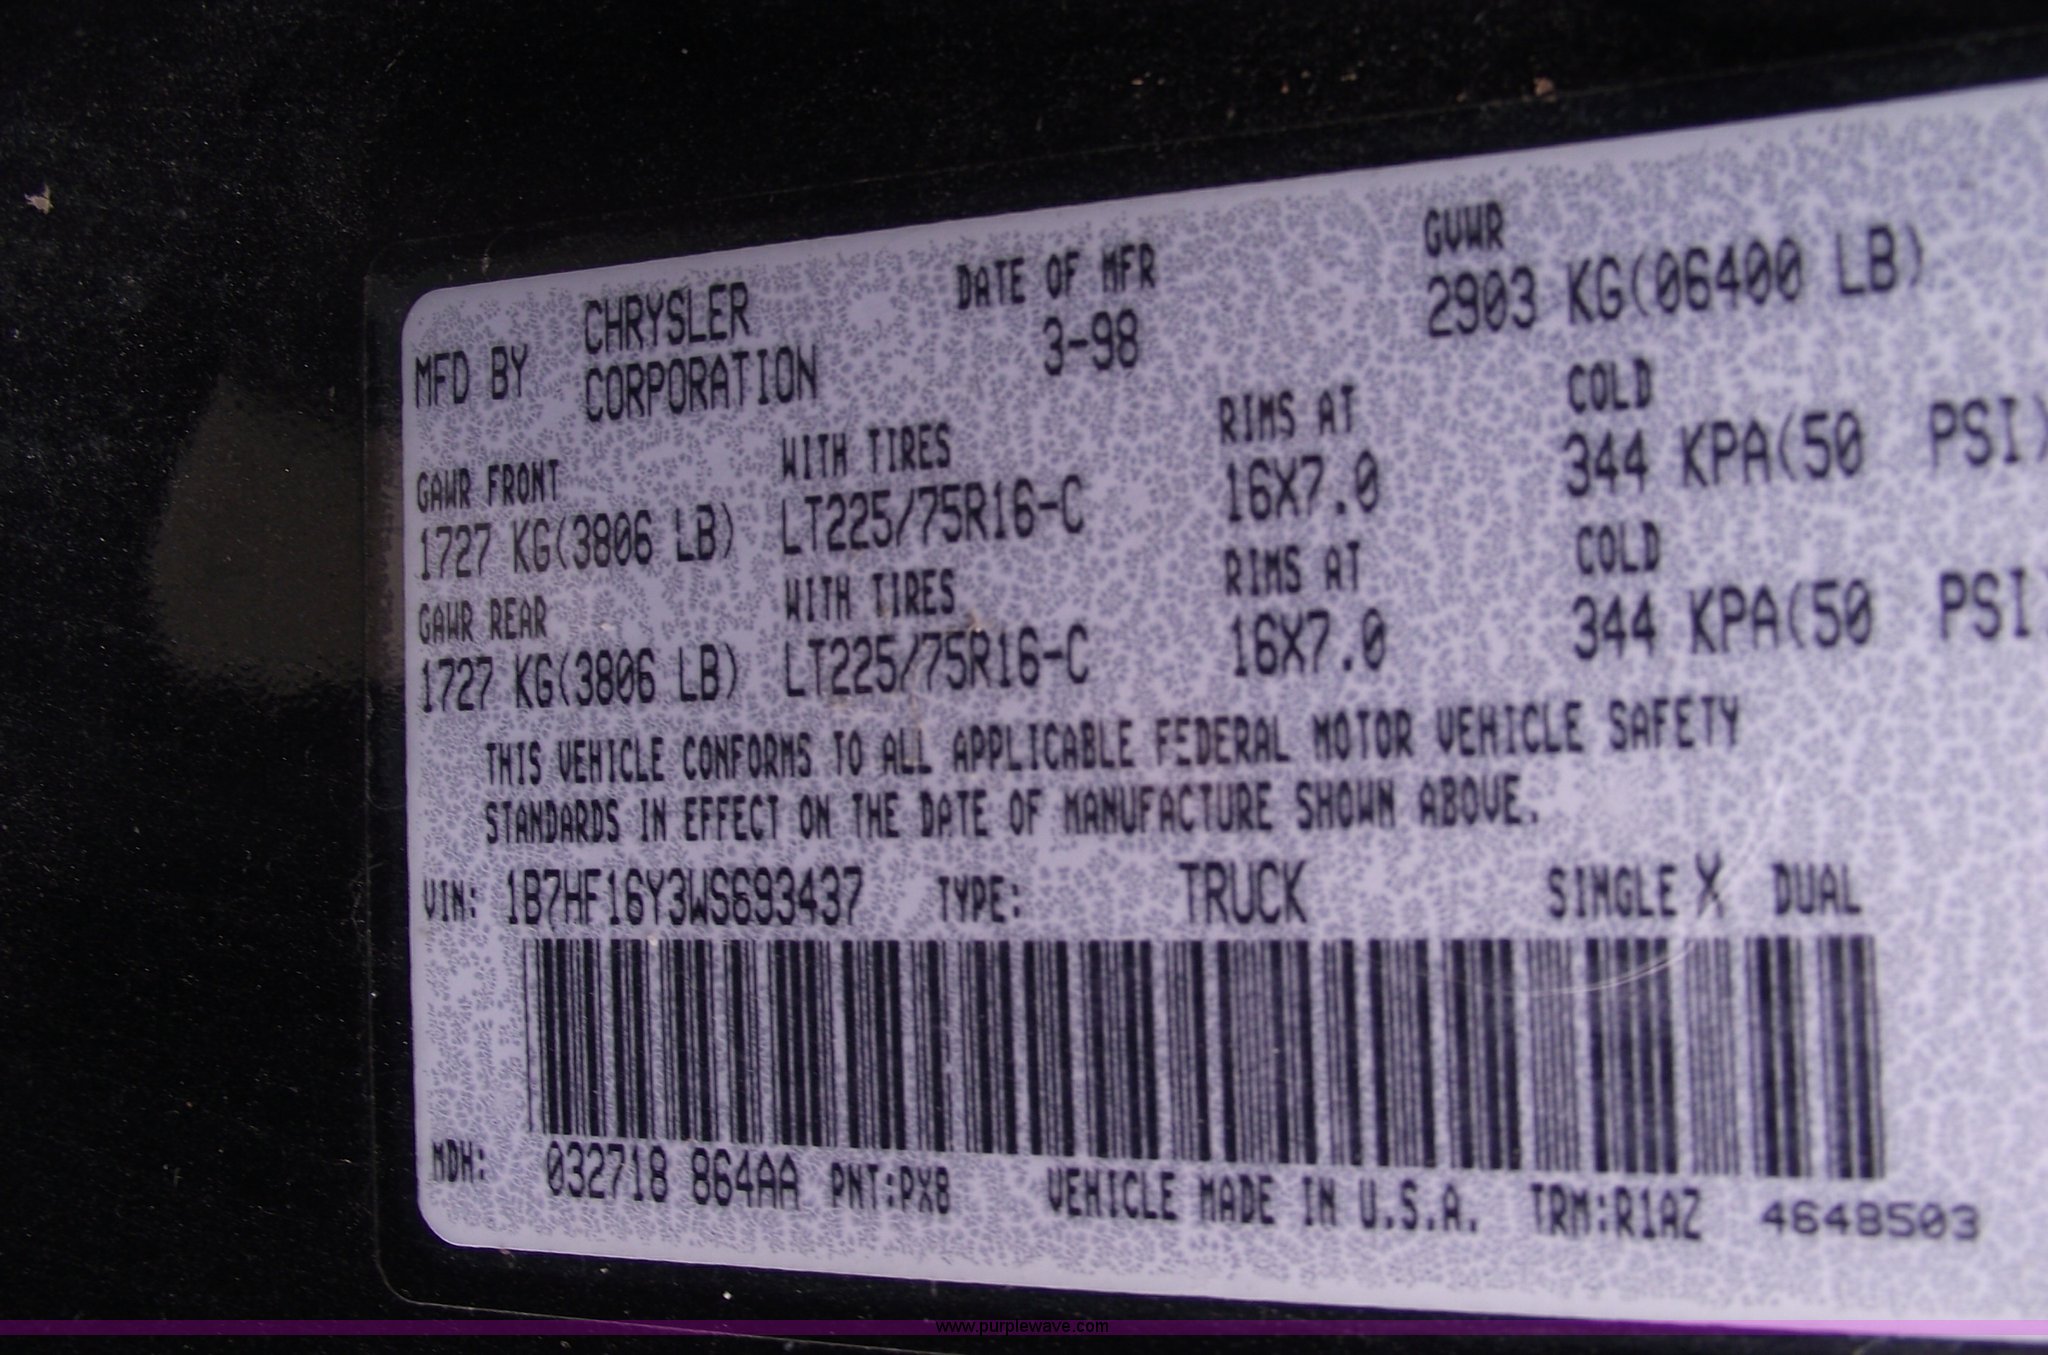 CHRYSLER DATE OF MFR GVWR
MFD BY CORPORATION 3-98 2903 KG(06400 LB)
GAWR FRONT WITH TIRES RIMS AT COLD
1727 KG(3806 LB) LT225/75R16-C 16X7.0 344 KPA(50 PSI)
GAWR REAR WITH TIRES RIMS AT COLD
1727 KG(3806 LB) LT225/75R16-C 16X7.0 344 KPA(50 PSI)
THIS VEHICLE CONFORMS TO ALL APPLICABLE FEDERAL MOTOR VEHICLE SAFETY
STANDARDS IN EFFECT ON THE DATE OF MANUFACTURE SHOWN ABOVE.
VIN: 1B7HF16Y3WS693437 TYPE: TRUCK SINGLE X DUAL
MDH: 032718 864AA PNT:PX8 VEHICLE MADE IN U.S.A. TRM:R1AZ 4648503
www.purplewave.com